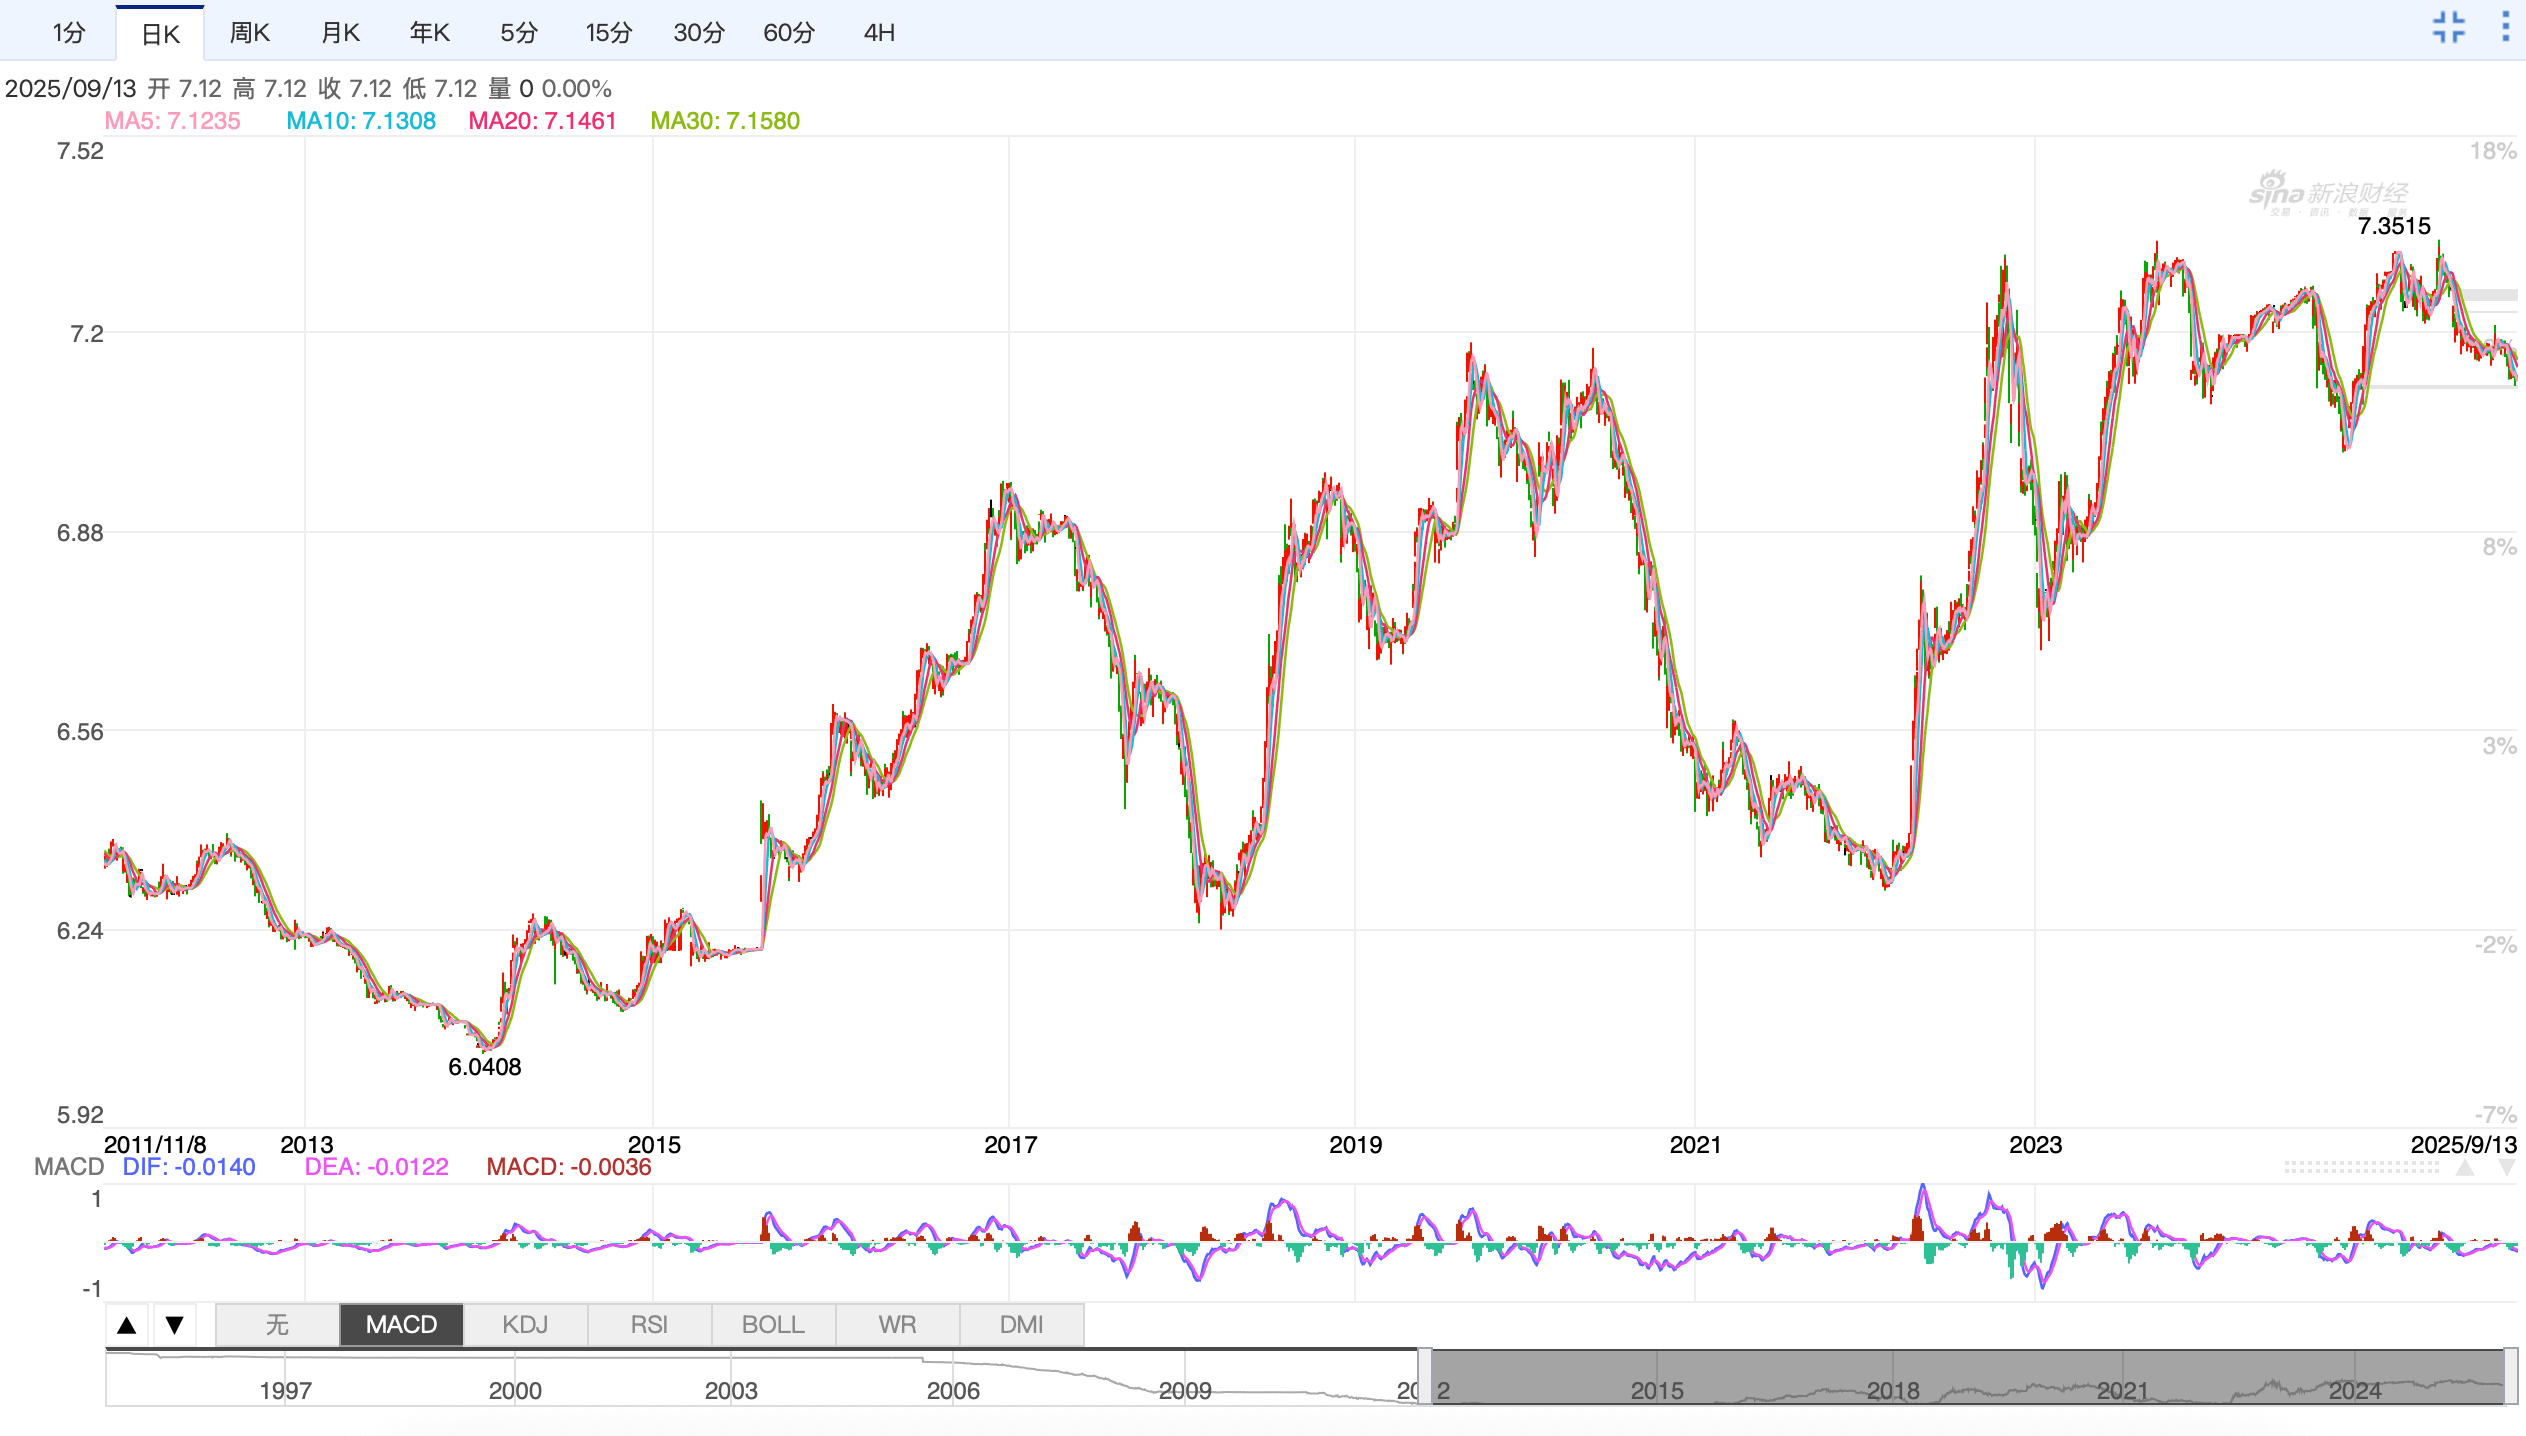 1分 日K 周K 月K 年K 5分 15分 30分 60分 4H
2025/09/13 开 7.12 高 7.12 收 7.12 低 7.12 量 0 0.00%
MA5: 7.1235 MA10: 7.1308 MA20: 7.1461 MA30: 7.1580
7.52 18%
sina 新浪财经
7.3515
7.2
6.88 8%
6.56 3%
6.24 -2%
6.0408
5.92 -7%
2011/11/8 2013 2015 2017 2019 2021 2023 2025/9/13
MACD DIF: -0.0140 DEA: -0.0122 MACD: -0.0036
1
-1
▲ ▼ 无 MACD KDJ RSI BOLL WR DMI
1997 2000 2003 2006 2009 2015 2018 2021 2024